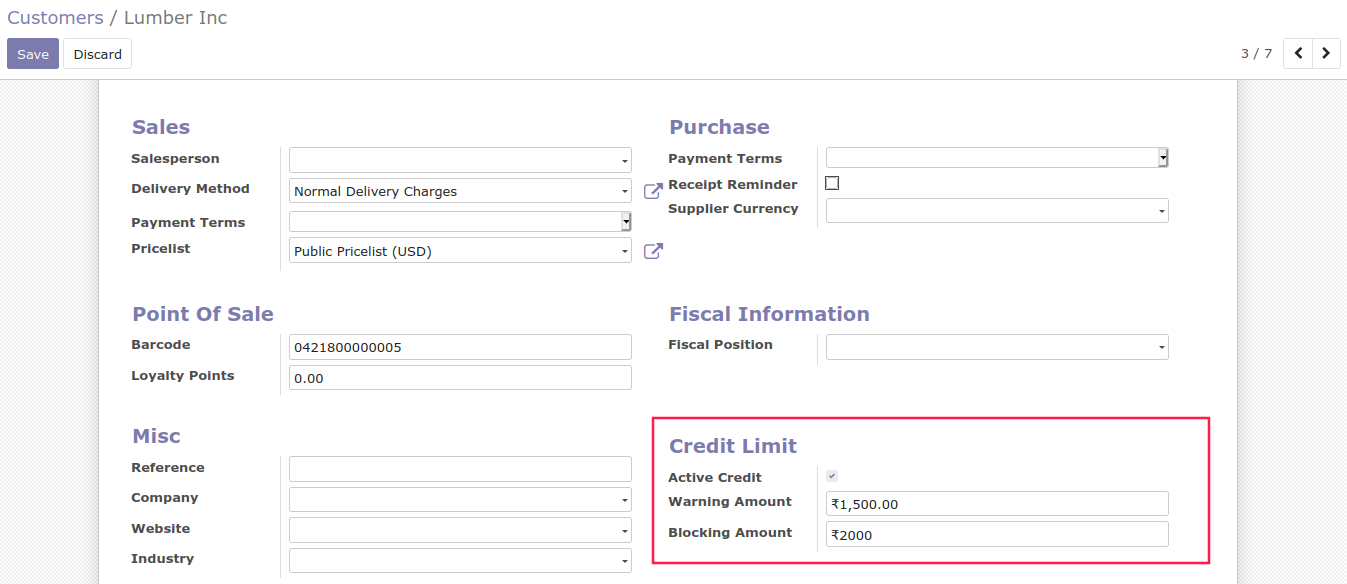 Customers / Lumber Inc
Save Discard 3 / 7
Sales
Salesperson
Delivery Method Normal Delivery Charges
Payment Terms
Pricelist Public Pricelist (USD)
Purchase
Payment Terms
Receipt Reminder
Supplier Currency
Point Of Sale
Barcode 0421800000005
Loyalty Points 0.00
Fiscal Information
Fiscal Position
Misc
Reference
Company
Website
Industry
Credit Limit
Active Credit
Warning Amount ₹1,500.00
Blocking Amount ₹2000